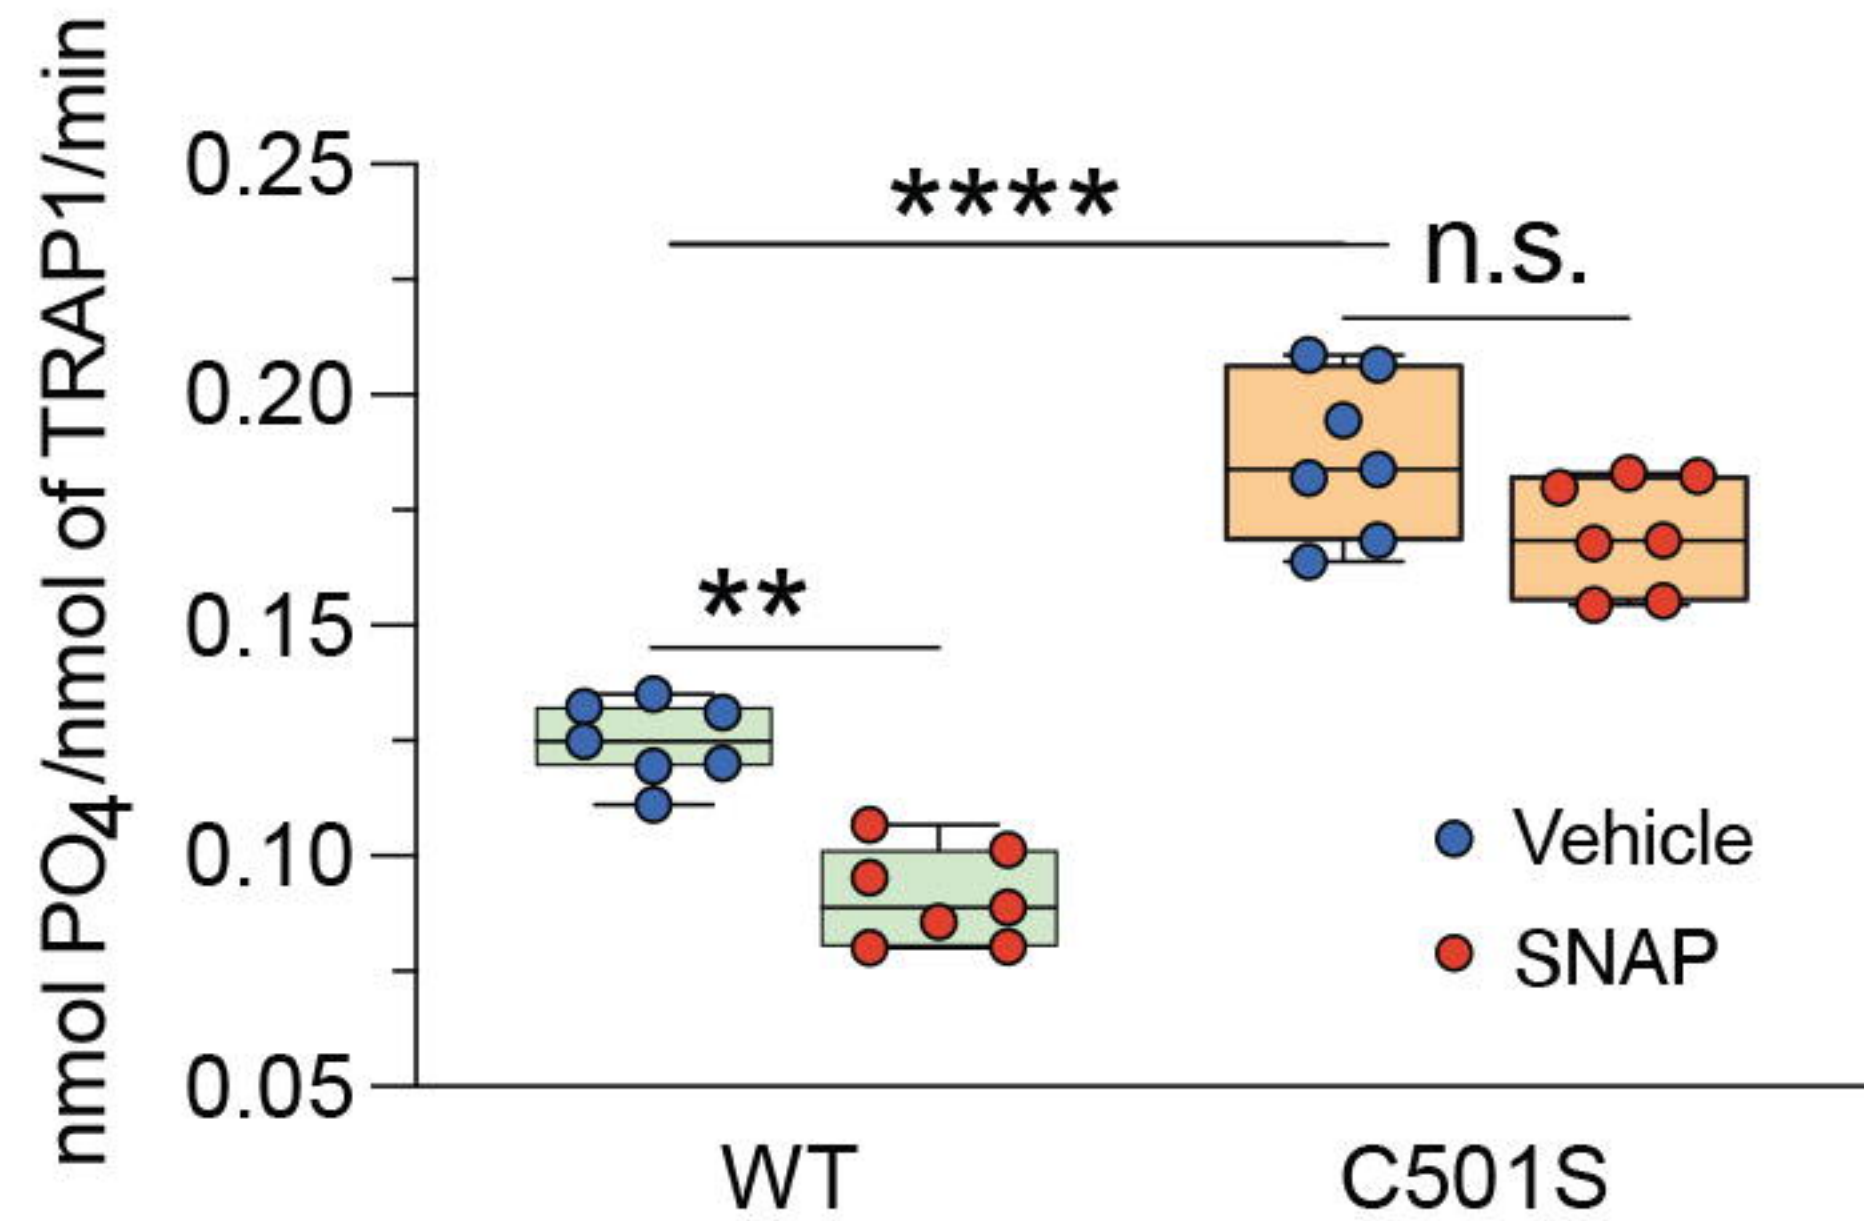 nmol PO4/nmol of TRAP1/min
0.25
0.20
0.15
0.10
0.05
****
n.s.
**
Vehicle
SNAP
WT
C501S